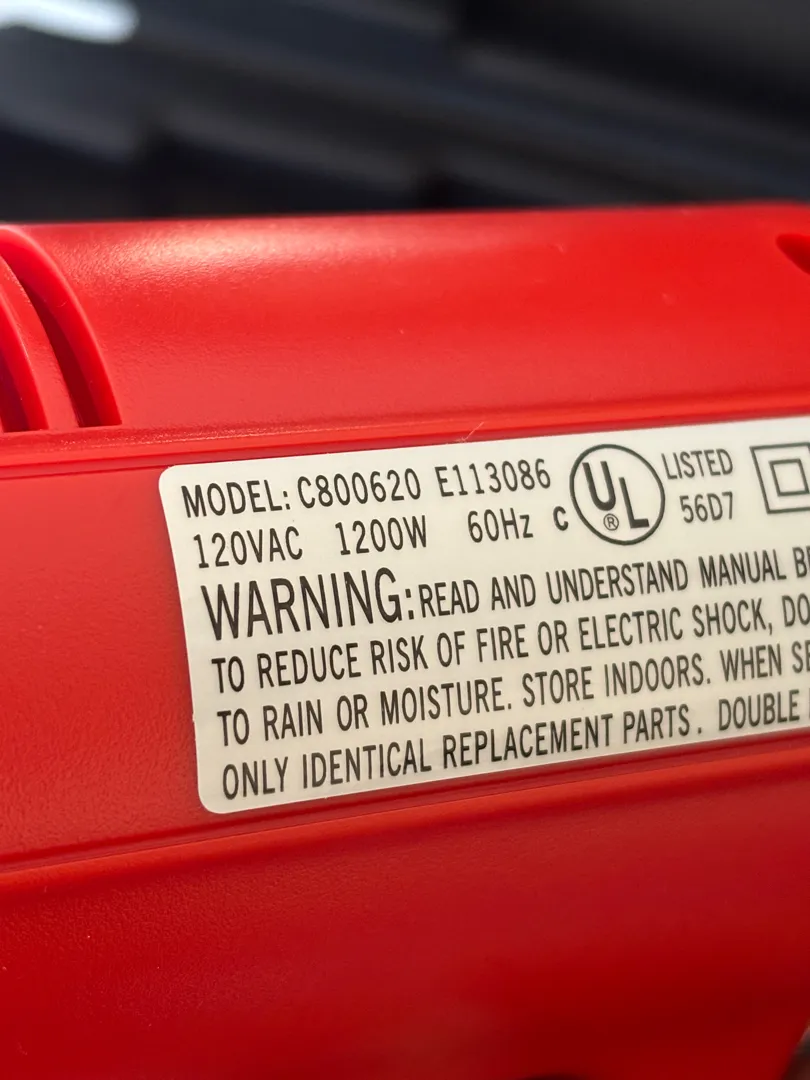 MODEL: C800620 E113086
120VAC 1200W 60Hz C UL ® LISTED 56D7
WARNING: READ AND UNDERSTAND MANUAL
TO REDUCE RISK OF FIRE OR ELECTRIC SHOCK, DO
TO RAIN OR MOISTURE. STORE INDOORS. WHEN
ONLY IDENTICAL REPLACEMENT PARTS. DOUBLE